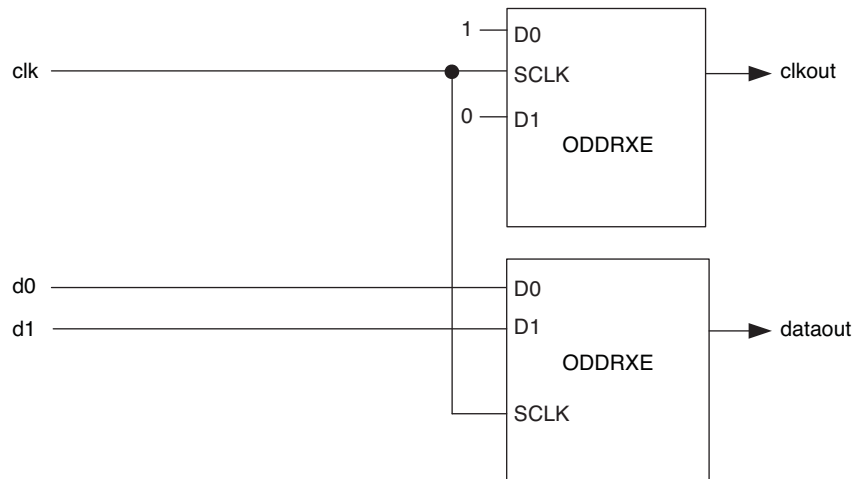 1 D0
clk SCLK clkout
0 D1
ODDRXE
d0 D0
d1 D1 dataout
ODDRXE
SCLK